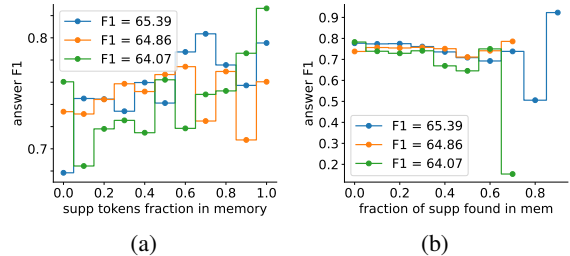 answer F1
0.8
0.7
F1 = 65.39
F1 = 64.86
F1 = 64.07
0.0 0.2 0.4 0.6 0.8 1.0
supp tokens fraction in memory
(a)
answer F1
0.9
0.8
0.7
0.6
0.5
0.4
0.3
0.2
F1 = 65.39
F1 = 64.86
F1 = 64.07
0.0 0.2 0.4 0.6 0.8
fraction of supp found in mem
(b)